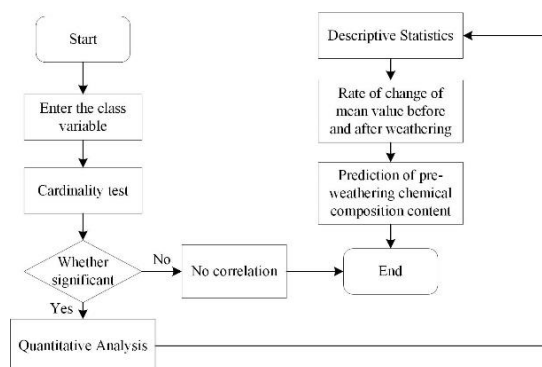 Start
Enter the class
variable
Cardinality test
Whether
significant
No
No correlation
Yes
Quantitative Analysis
Descriptive Statistics
Rate of change of
mean value before
and after weathering
Prediction of pre-
weathering chemical
composition content
End